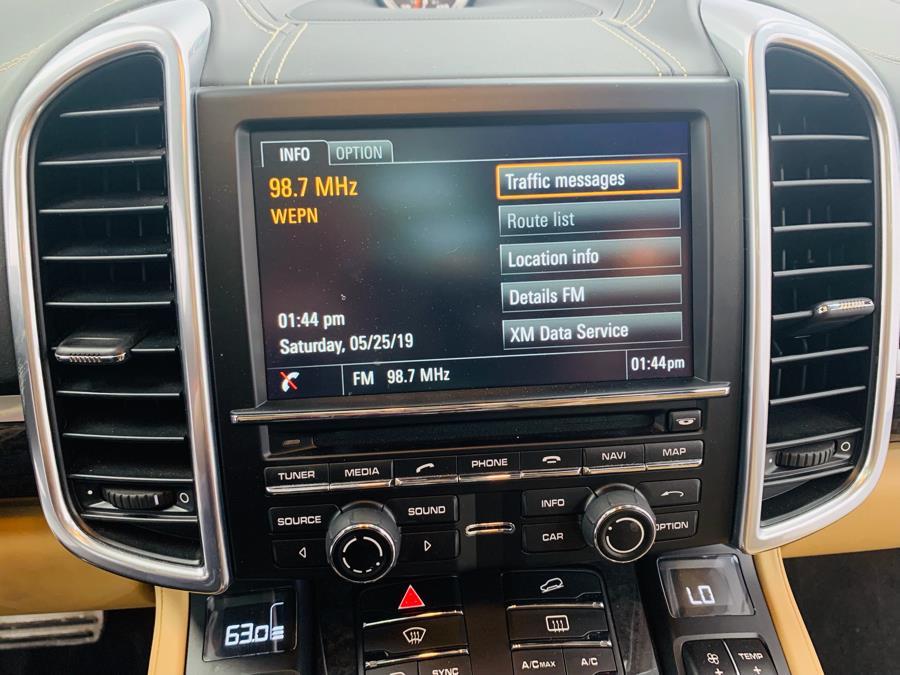 INFO OPTION
98.7 MHz
WEPN
Traffic messages
Route list
Location info
Details FM
XM Data Service
01:44 pm
Saturday, 05/25/19
FM 98.7 MHz
01:44pm
TUNER MEDIA PHONE NAVI MAP
SOURCE SOUND INFO
CAR OPTION
63.0
LO
A/C MAX A/C
SYNC
TEMP
+ +